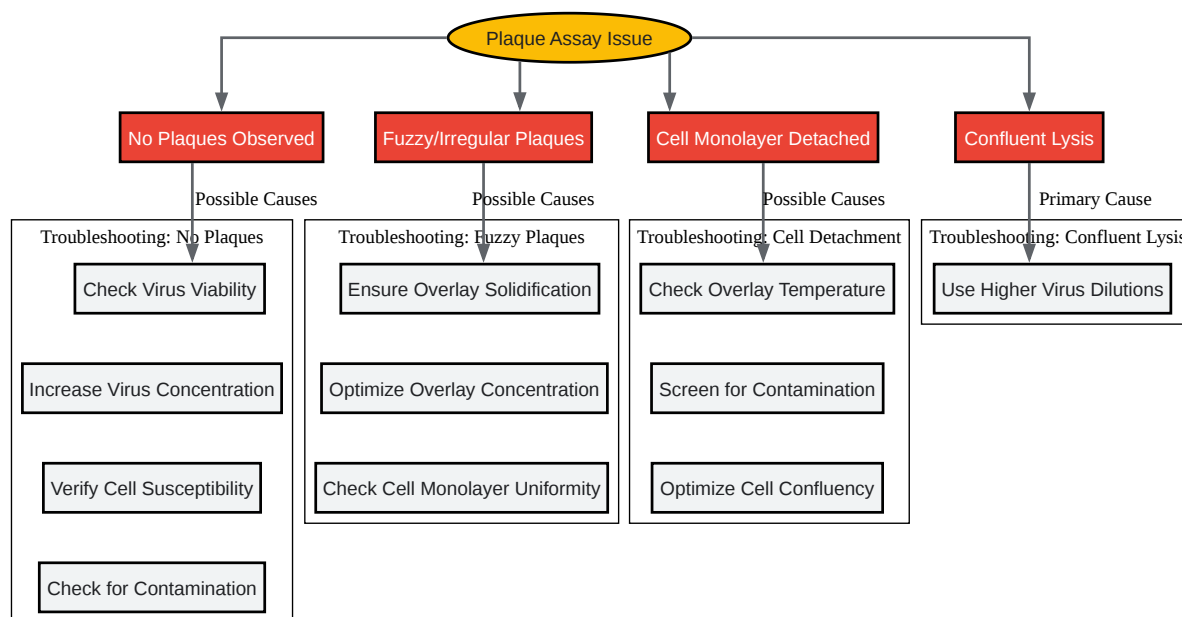 Plaque Assay Issue
No Plaques Observed
Fuzzy/Irregular Plaques
Cell Monolayer Detached
Confluent Lysis
Possible Causes
Possible Causes
Possible Causes
Primary Cause
Troubleshooting: No Plaques
Check Virus Viability
Increase Virus Concentration
Verify Cell Susceptibility
Check for Contamination
Troubleshooting: Fuzzy Plaques
Ensure Overlay Solidification
Optimize Overlay Concentration
Check Cell Monolayer Uniformity
Troubleshooting: Cell Detachment
Check Overlay Temperature
Screen for Contamination
Optimize Cell Confluency
Troubleshooting: Confluent Lysis
Use Higher Virus Dilutions